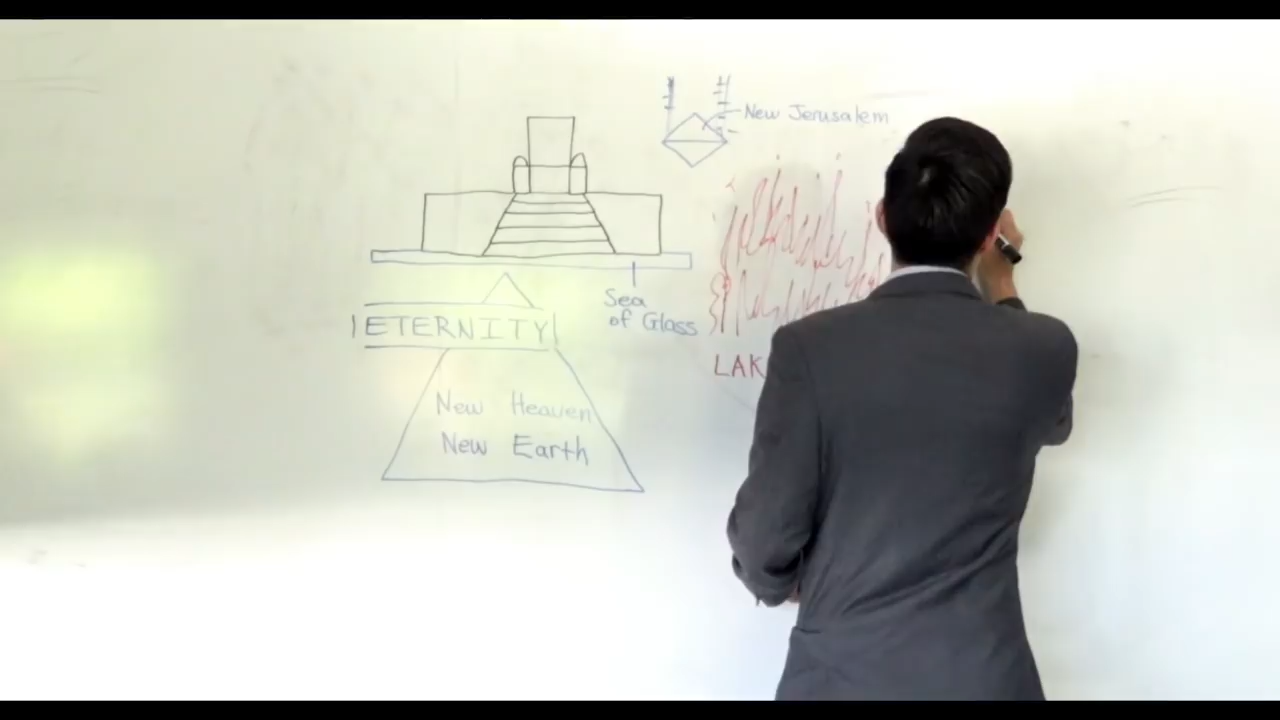 New Jerusalem
Sea
of Glass
ETERNITY
LAK
New Heaven
New Earth